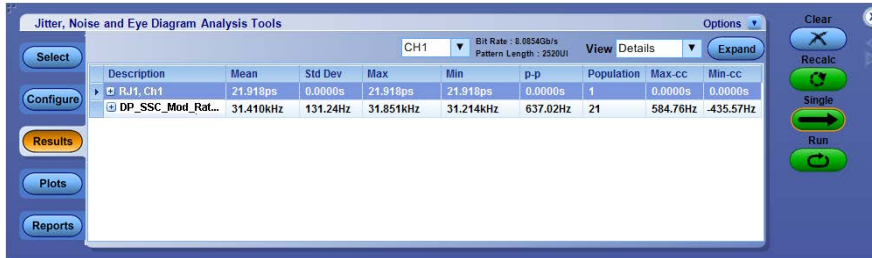 Jitter, Noise and Eye Diagram Analysis Tools
Options
Clear
Select
CH1
Bit Rate : 8.0854Gb/s
Pattern Length : 2520UI
View
Details
Expand
Recalc
Description Mean Std Dev Max Min p-p Population Max-cc Min-cc
RJ1, Ch1 21.918ps 0.0000s 21.918ps 21.918ps 0.0000s 1 0.0000s 0.0000s
DP_SSC_Mod_Rat... 31.410kHz 131.24Hz 31.851kHz 31.214kHz 637.02Hz 21 584.76Hz -435.57Hz
Configure
Single
Results
Run
Plots
Reports